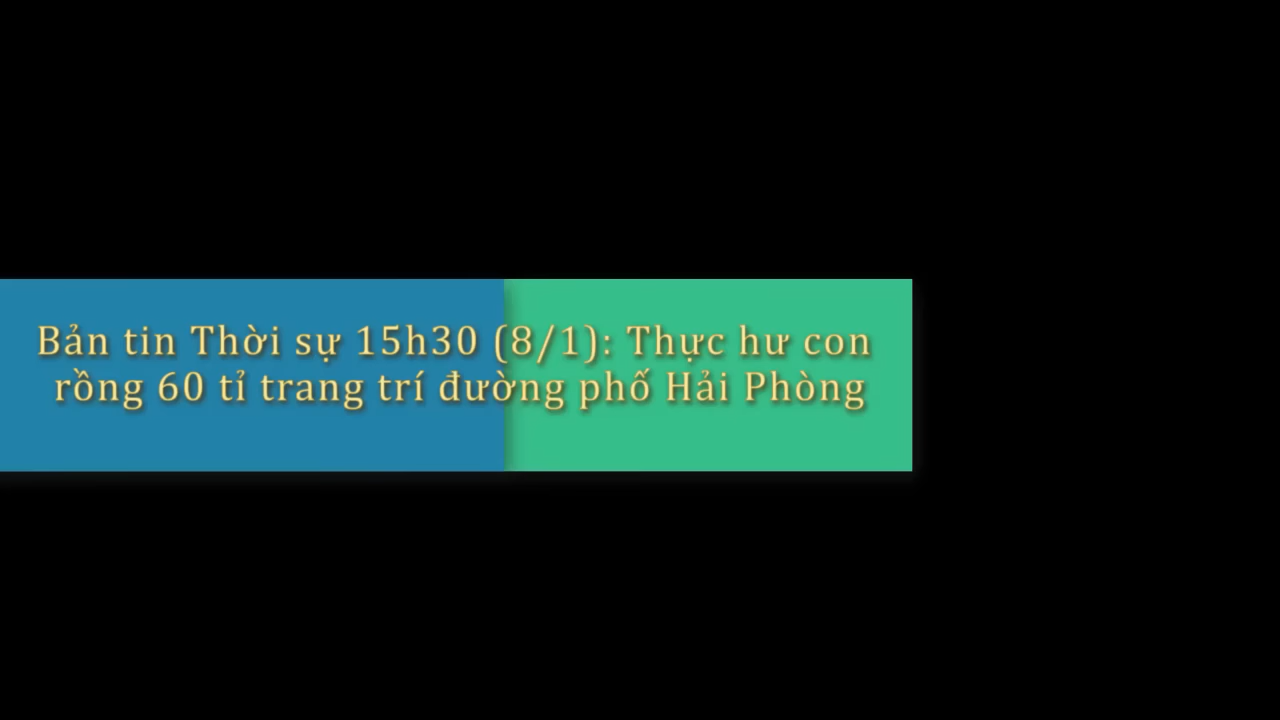 Bản tin Thời sự 15h30 (8/1): Thực hư con
rồng 60 tỉ trang trí đường phố Hải Phòng